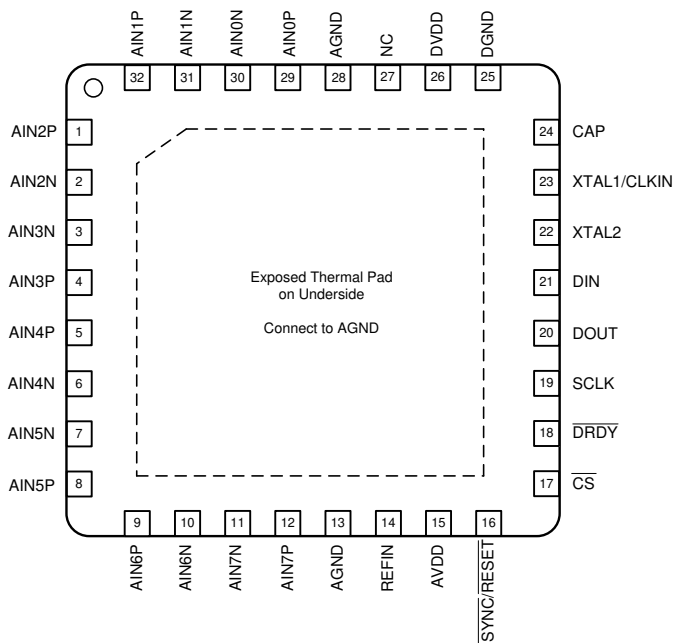 AIN1P
AIN1N
AIN0N
AIN0P
AGND
NC
DVDD
DGND
32
31
30
29
28
27
26
25
AIN2P 1
AIN2N 2
AIN3N 3
AIN3P 4
AIN4P 5
AIN4N 6
AIN5N 7
AIN5P 8
24 CAP
23 XTAL1/CLKIN
22 XTAL2
21 DIN
20 DOUT
19 SCLK
18 DRDY
17 CS
Exposed Thermal Pad
on Underside
Connect to AGND
9
10
11
12
13
14
15
16
AIN6P
AIN6N
AIN7N
AIN7P
AGND
REFIN
AVDD
SYNC/RESET